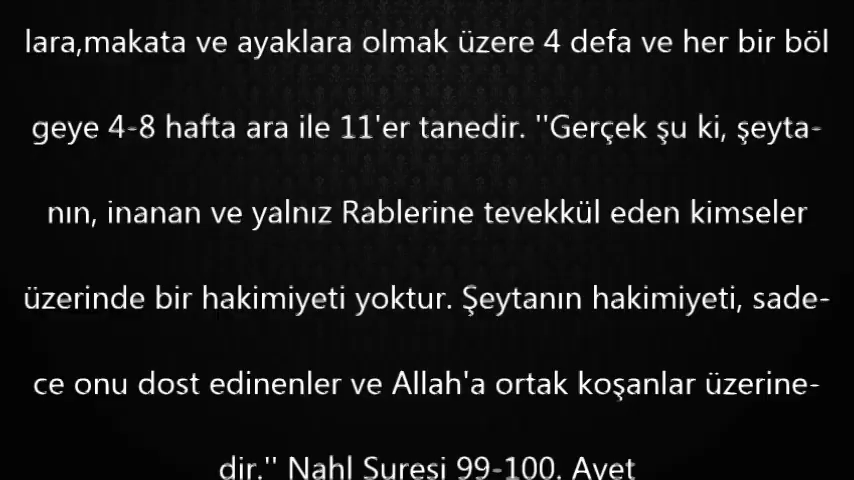 lara,makata ve ayaklara olmak üzere 4 defa ve her bir böl
geye 4-8 hafta ara ile 11'er tanedir. ''Gerçek şu ki, şeyta-
nın, inanan ve yalnız Rablerine tevekkül eden kimseler
üzerinde bir hakimiyeti yoktur. Şeytanın hakimiyeti, sade-
ce onu dost edinenler ve Allah'a ortak koşanlar üzerine-
dir.'' Nahl Suresi 99-100. Ayet